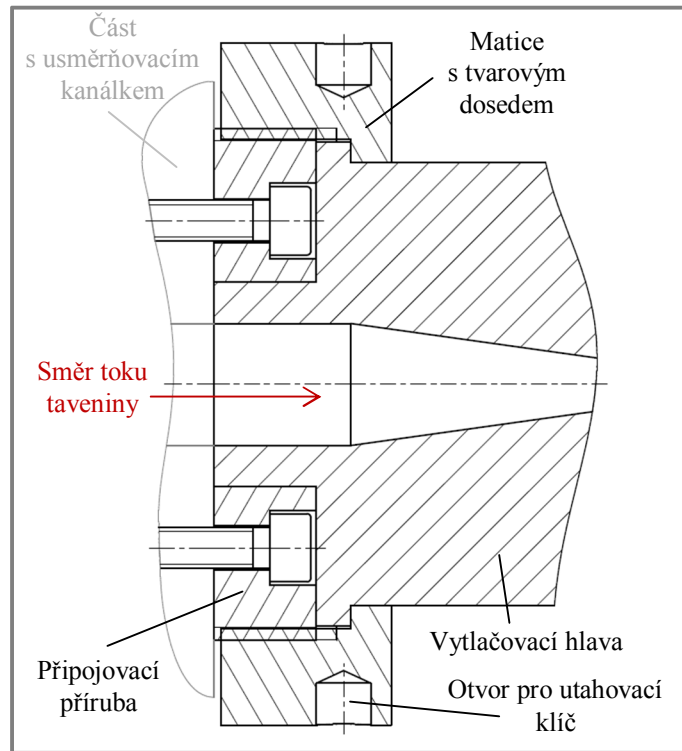 Část
s usměrňovacím
kanálkem
Matice
s tvarovým
dosedem
Směr toku
taveniny
Vytlačovací hlava
Připojovací
příruba
Otvor pro utahovací
klíč